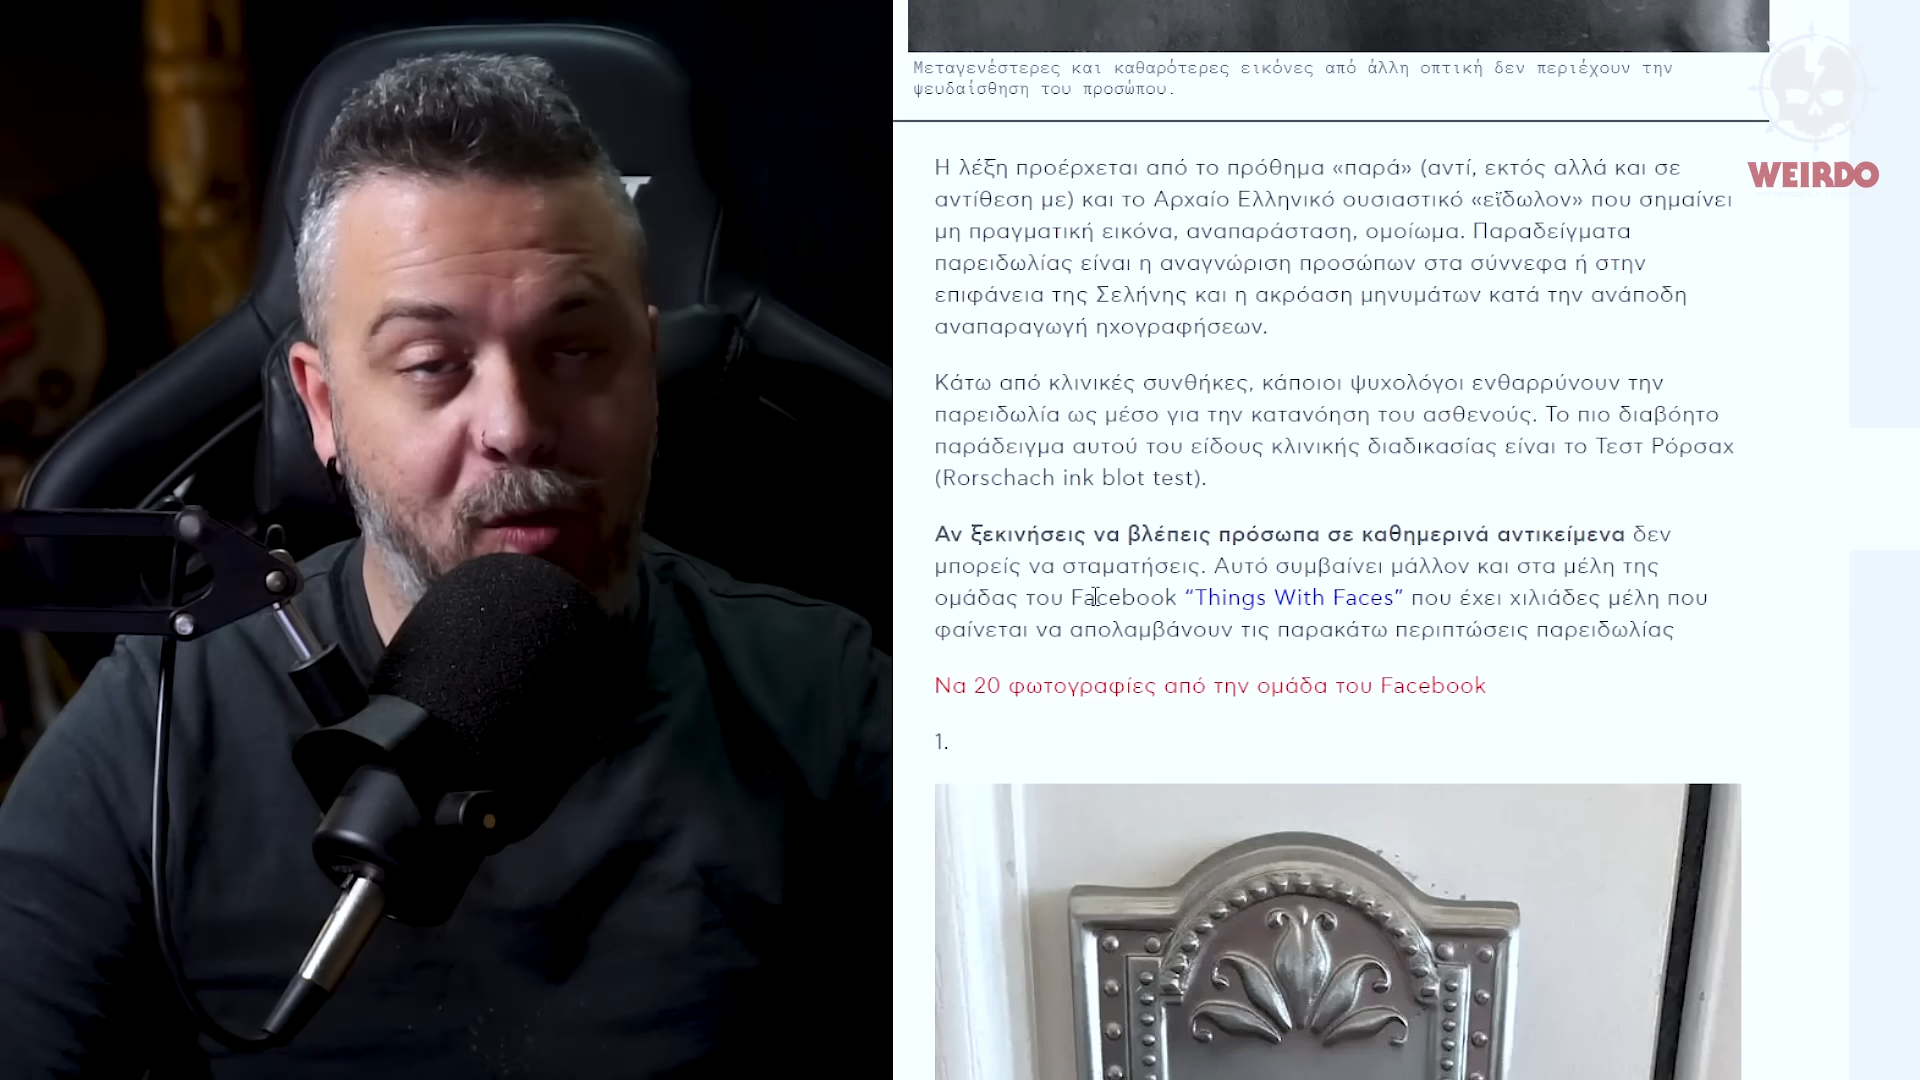 Μεταγενέστερες και καθαρότερες εικόνες από άλλη οπτική δεν περιέχουν την
ψευδαίσθηση του προσώπου.
WEIRDO
Η λέξη προέρχεται από το πρόθημα «παρά» (αντί, εκτός αλλά και σε
αντίθεση με) και το Αρχαίο Ελληνικό ουσιαστικό «εἴδωλον» που σημαίνει
μη πραγματική εικόνα, αναπαράσταση, ομοίωμα. Παραδείγματα
παρειδωλίας είναι η αναγνώριση προσώπων στα σύννεφα ή στην
επιφάνεια της Σελήνης και η ακρόαση μηνυμάτων κατά την ανάποδη
αναπαραγωγή ηχογραφήσεων.
Κάτω από κλινικές συνθήκες, κάποιοι ψυχολόγοι ενθαρρύνουν την
παρειδωλία ως μέσο για την κατανόηση του ασθενούς. Το πιο διαβόητο
παράδειγμα αυτού του είδους κλινικής διαδικασίας είναι το Τεστ Ρόρσαχ
(Rorschach ink blot test).
Αν ξεκινήσεις να βλέπεις πρόσωπα σε καθημερινά αντικείμενα δεν
μπορείς να σταματήσεις. Αυτό συμβαίνει μάλλον και στα μέλη της
ομάδας του Facebook “Things With Faces” που έχει χιλιάδες μέλη που
φαίνεται να απολαμβάνουν τις παρακάτω περιπτώσεις παρειδωλίας
Να 20 φωτογραφίες από την ομάδα του Facebook
1.